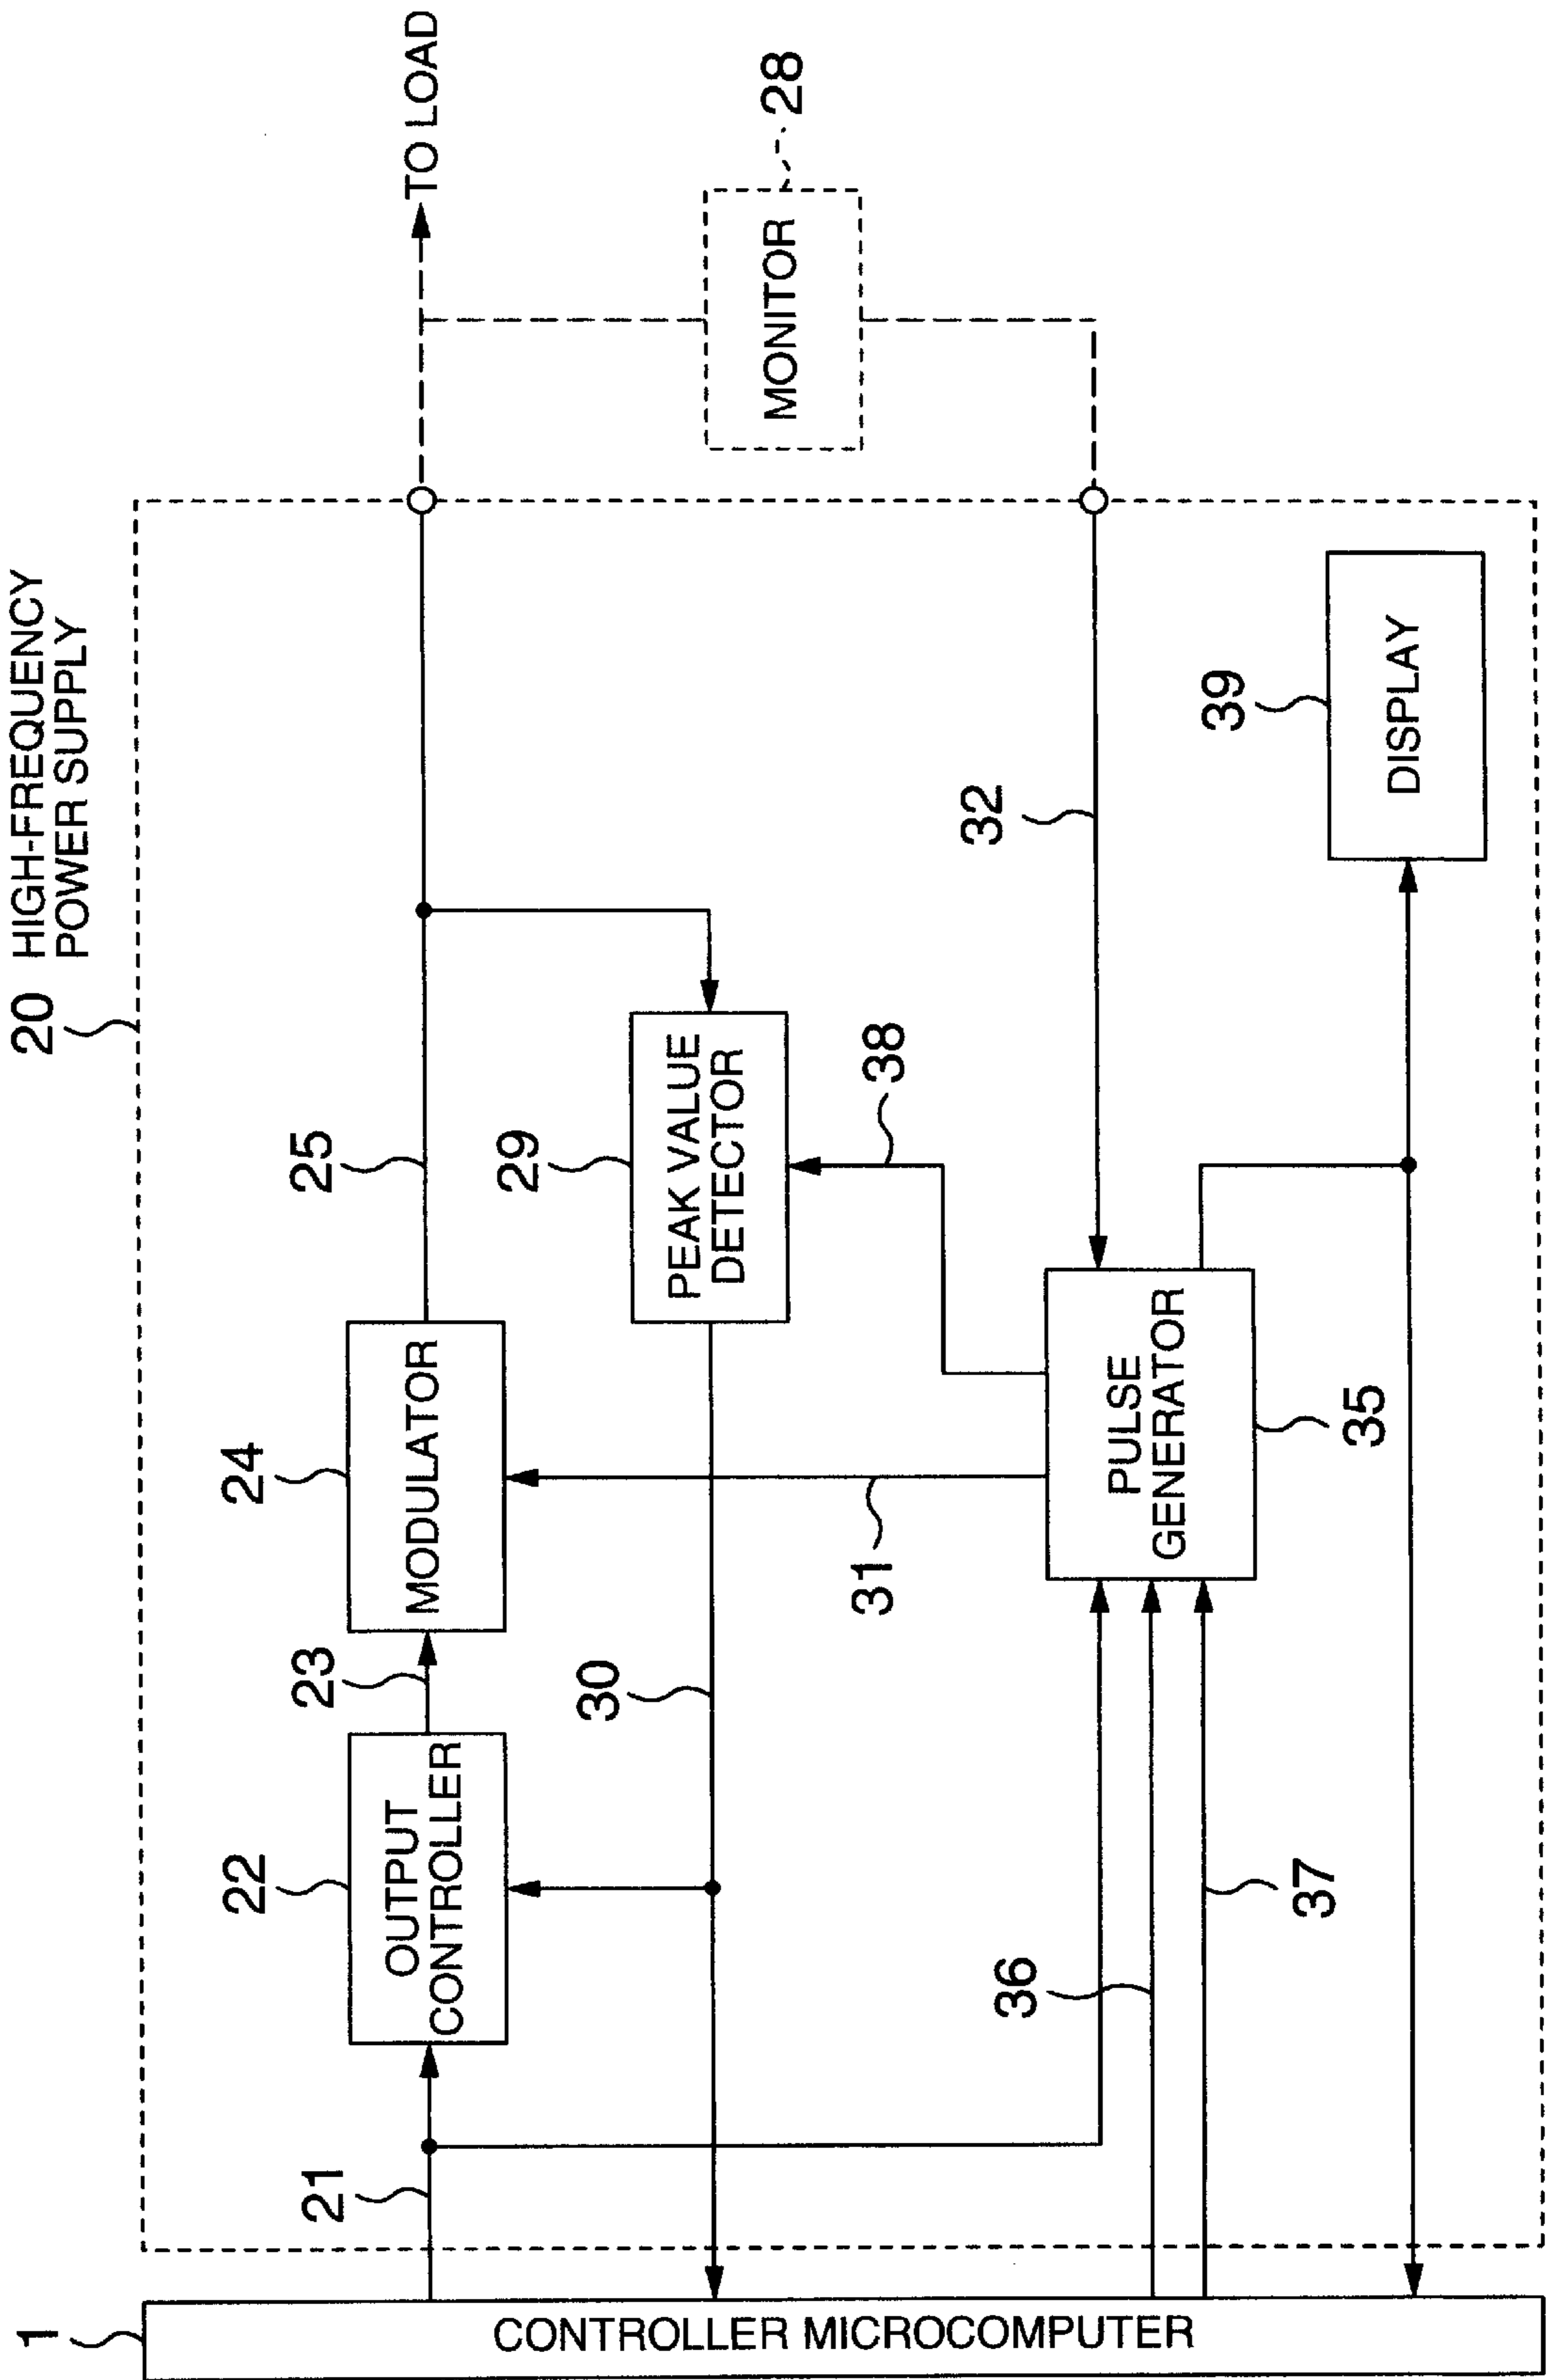 20 HIGH-FREQUENCY
POWER SUPPLY
TO LOAD
25
24
MODULATOR
23
22
OUTPUT
CONTROLLER
21
MONITOR
28
29
PEAK VALUE
DETECTOR
30
38
31
32
PULSE
GENERATOR
35
36
37
39
DISPLAY
1
CONTROLLER MICROCOMPUTER